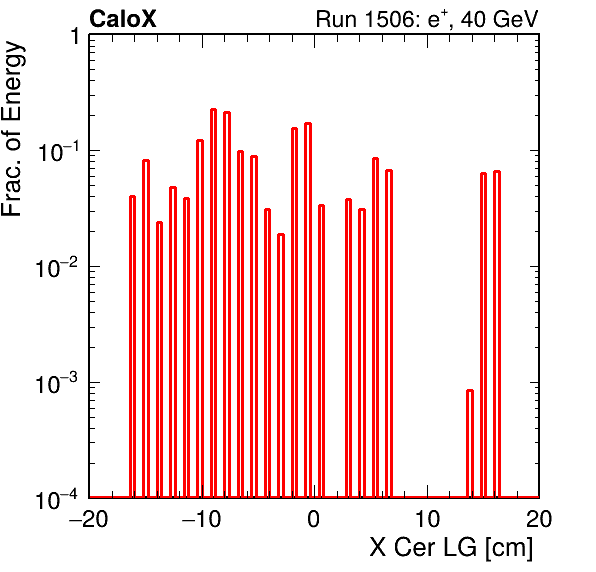 CaloX Run 1506: e⁺, 40 GeV
Frac. of Energy
1
10⁻¹
10⁻²
10⁻³
10⁻⁴
−20 −10 0 10 20
X Cer LG [cm]